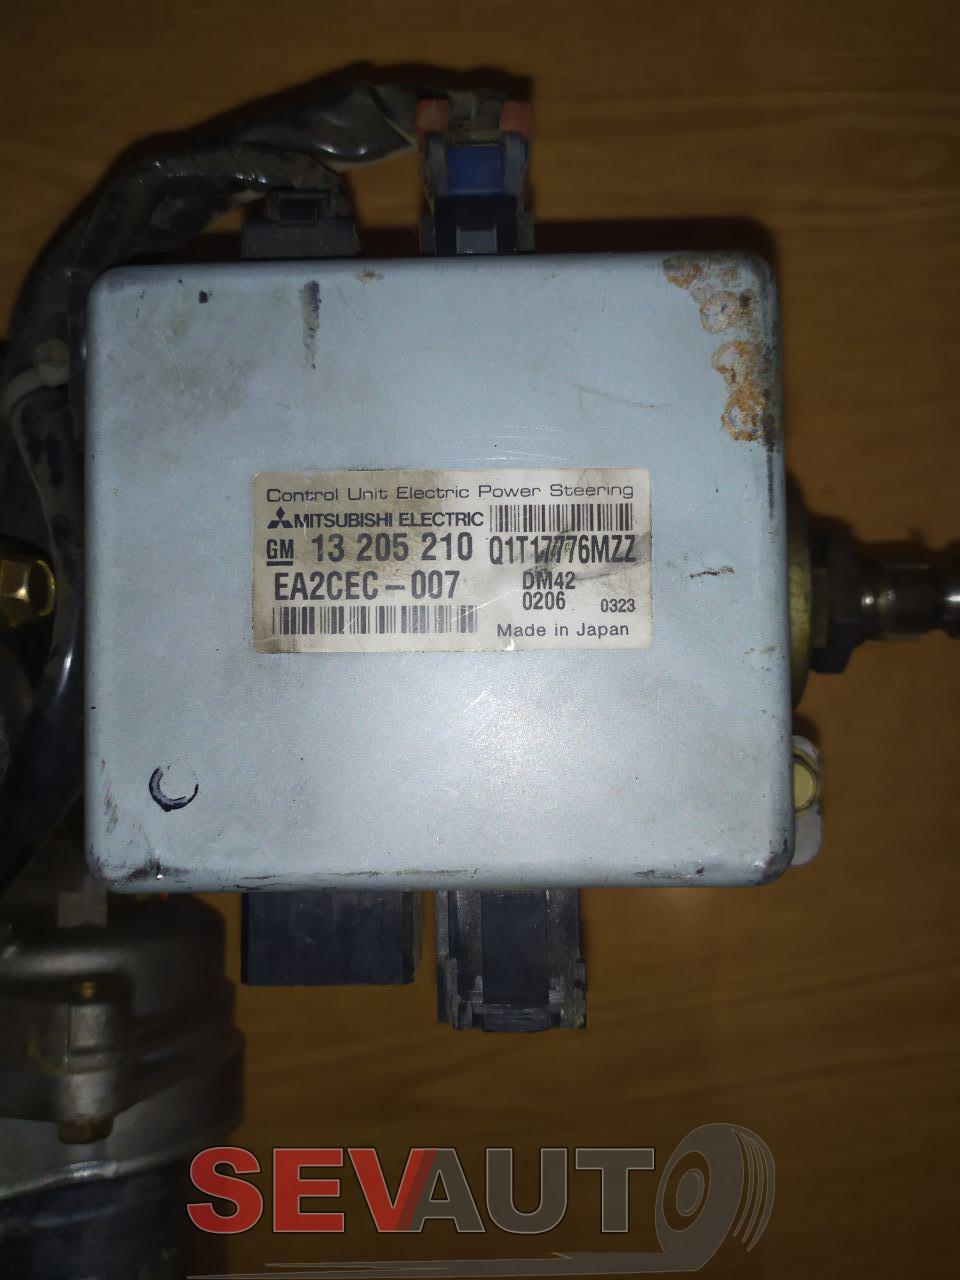 Control Unit Electric Power Steering
MITSUBISHI ELECTRIC
GM 13 205 210 Q1T17776MZZ
EA2CEC-007 DM42
0206 0323
Made in Japan
SEVAUTO